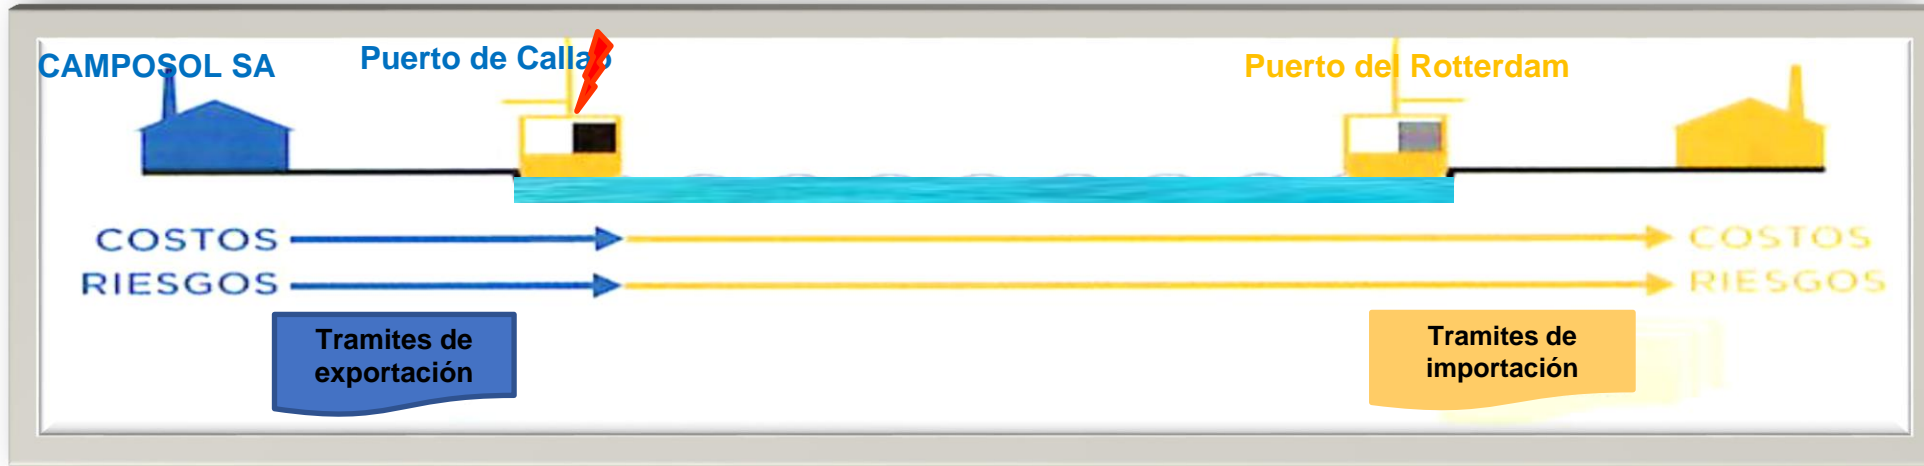 CAMPOSOL SA
Puerto de Callao
Puerto del Rotterdam
COSTOS
COSTOS
RIESGOS
RIESGOS
Tramites de
exportación
Tramites de
importación